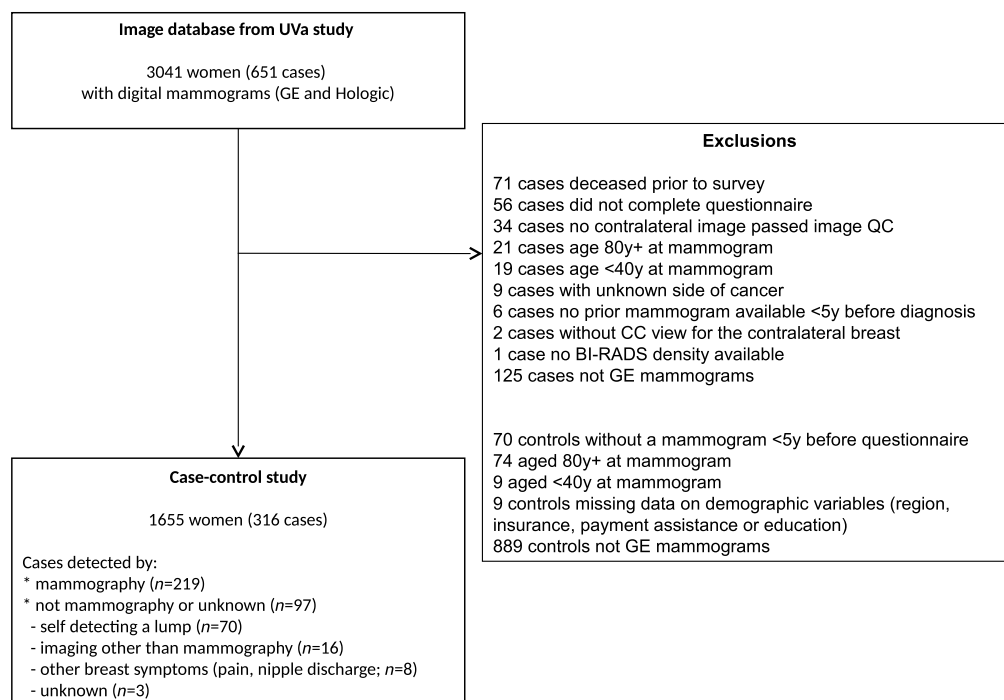 Image database from UVa study
3041 women (651 cases)
with digital mammograms (GE and Hologic)
Exclusions
71 cases deceased prior to survey
56 cases did not complete questionnaire
34 cases no contralateral image passed image QC
21 cases age 80y+ at mammogram
19 cases age <40y at mammogram
9 cases with unknown side of cancer
6 cases no prior mammogram available <5y before diagnosis
2 cases without CC view for the contralateral breast
1 case no BI-RADS density available
125 cases not GE mammograms
70 controls without a mammogram <5y before questionnaire
74 aged 80y+ at mammogram
9 aged <40y at mammogram
9 controls missing data on demographic variables (region,
insurance, payment assistance or education)
889 controls not GE mammograms
Case-control study
1655 women (316 cases)
Cases detected by:
* mammography (n=219)
* not mammography or unknown (n=97)
- self detecting a lump (n=70)
- imaging other than mammography (n=16)
- other breast symptoms (pain, nipple discharge; n=8)
- unknown (n=3)